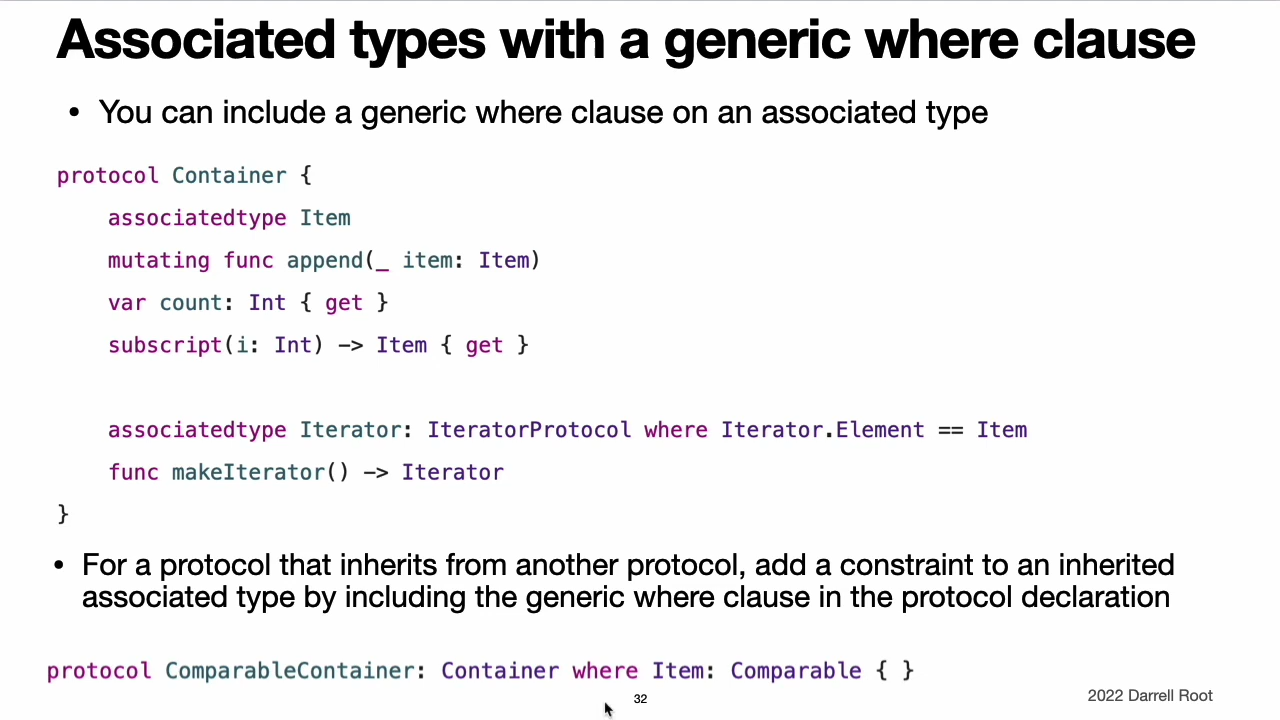 Associated types with a generic where clause
• You can include a generic where clause on an associated type
protocol Container {
    associatedtype Item
    mutating func append(_ item: Item)
    var count: Int { get }
    subscript(i: Int) -> Item { get }
    associatedtype Iterator: IteratorProtocol where Iterator.Element == Item
    func makeIterator() -> Iterator
}
• For a protocol that inherits from another protocol, add a constraint to an inherited
associated type by including the generic where clause in the protocol declaration
protocol ComparableContainer: Container where Item: Comparable { }
32
2022 Darrell Root